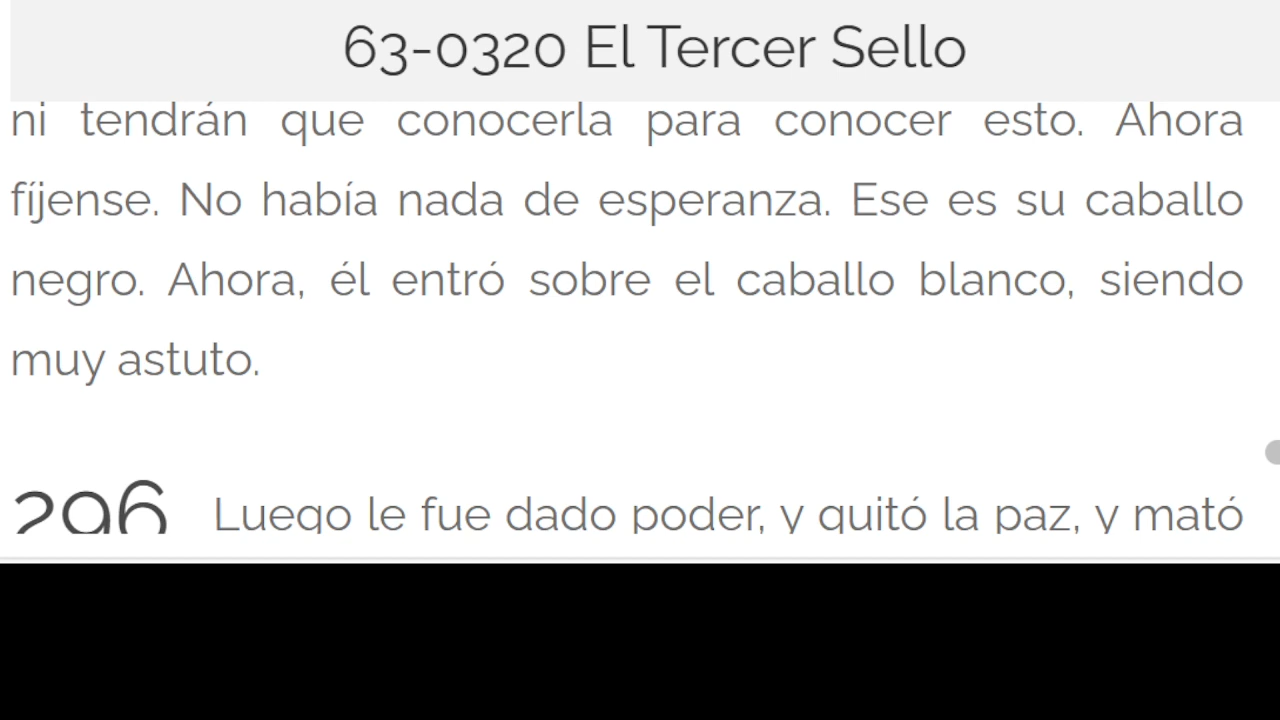 63-0320 El Tercer Sello
ni tendrán que conocerla para conocer esto. Ahora
fíjense. No había nada de esperanza. Ese es su caballo
negro. Ahora, él entró sobre el caballo blanco, siendo
muy astuto.
296 Luego le fue dado poder, y quitó la paz, y mató